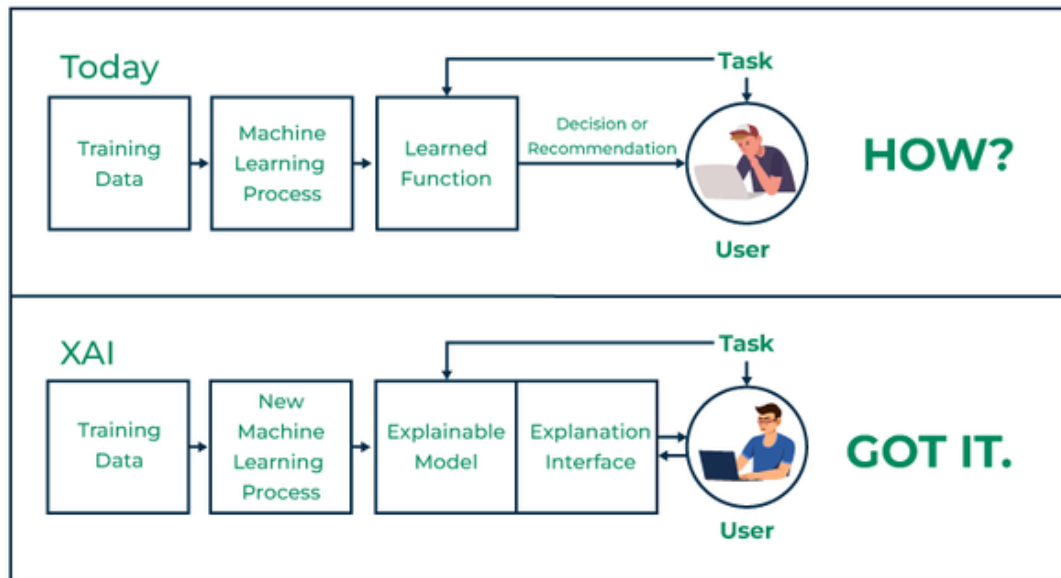 Today
Task
Training
Data
Machine
Learning
Process
Learned
Function
Decision or
Recommendation
User
HOW?
XAI
Task
Training
Data
New
Machine
Learning
Process
Explainable
Model
Explanation
Interface
User
GOT IT.